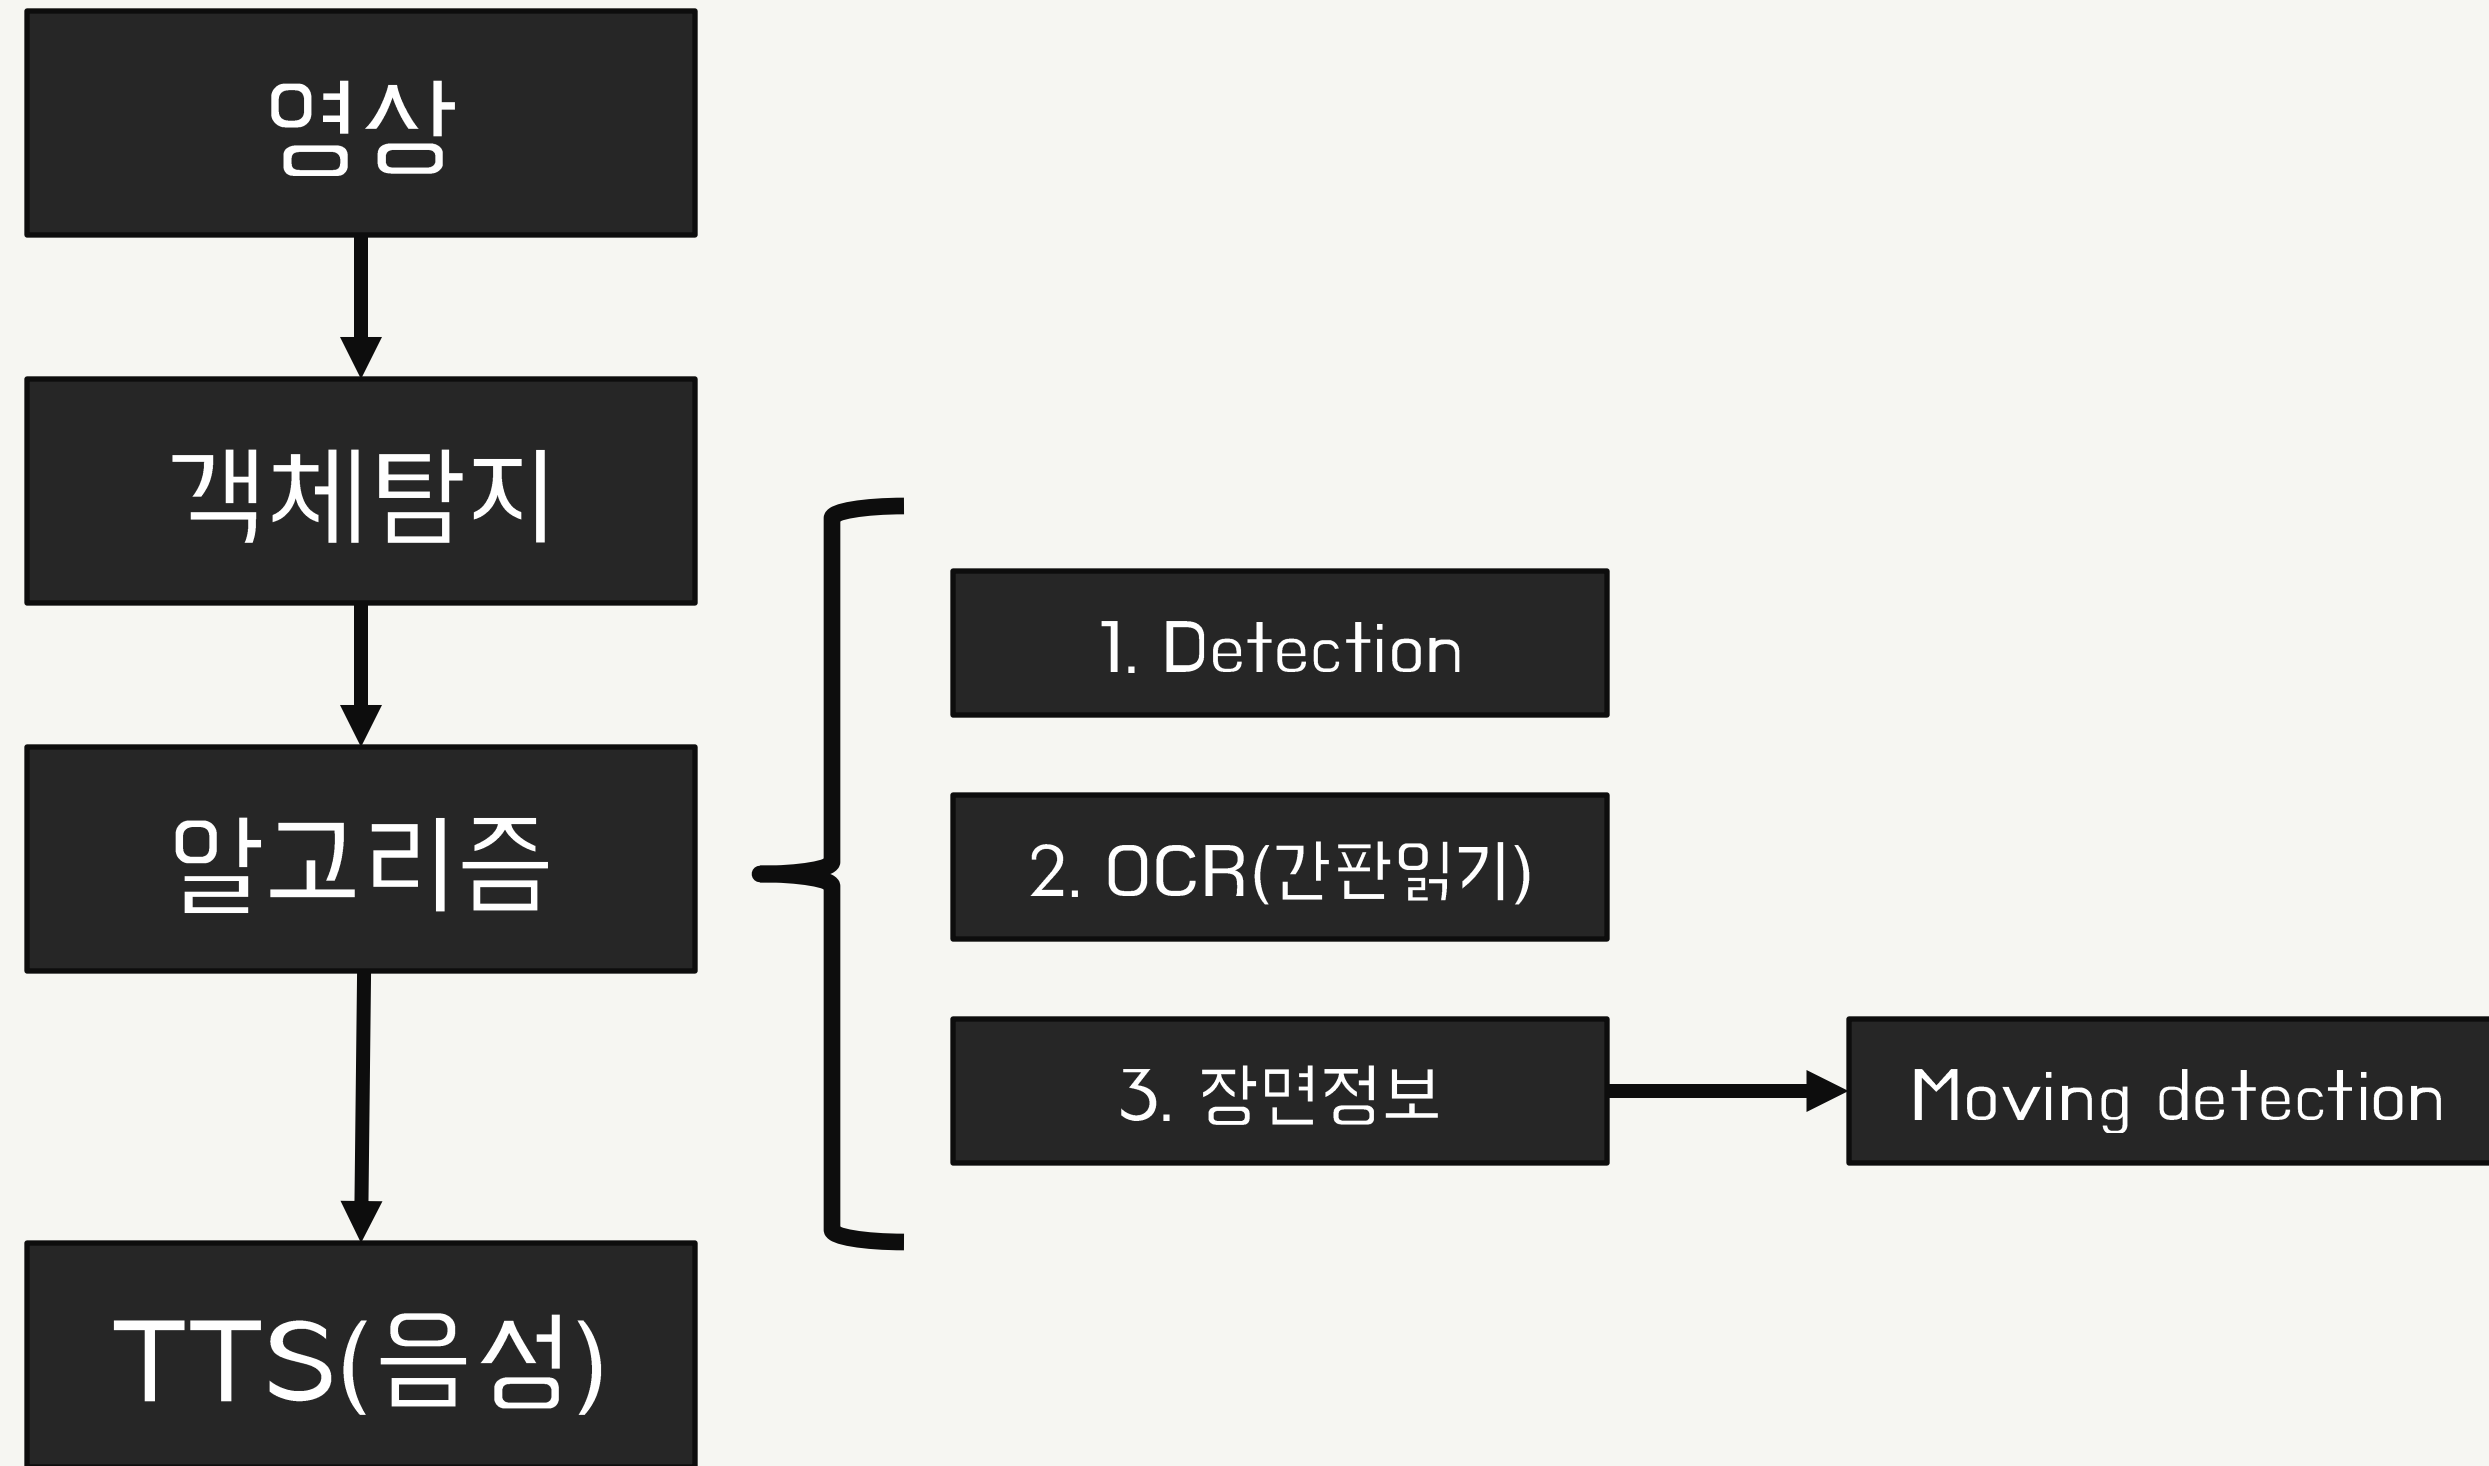 영상
객체탐지
알고리즘
TTS(음성)
1. Detection
2. OCR(간판읽기)
3. 장면정보
Moving detection